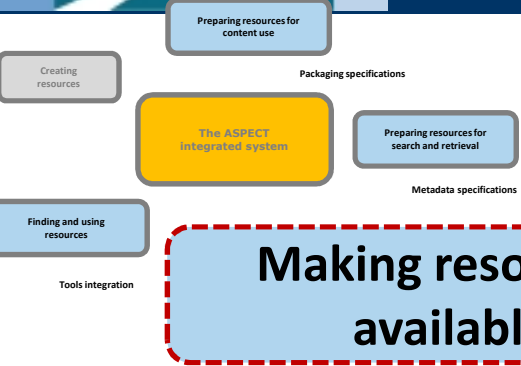 Preparing resources for
content use
Creating
resources
Packaging specifications
The ASPECT
integrated system
Preparing resources for
search and retrieval
Metadata specifications
Finding and using
resources
Tools integration
Making reso
availabl